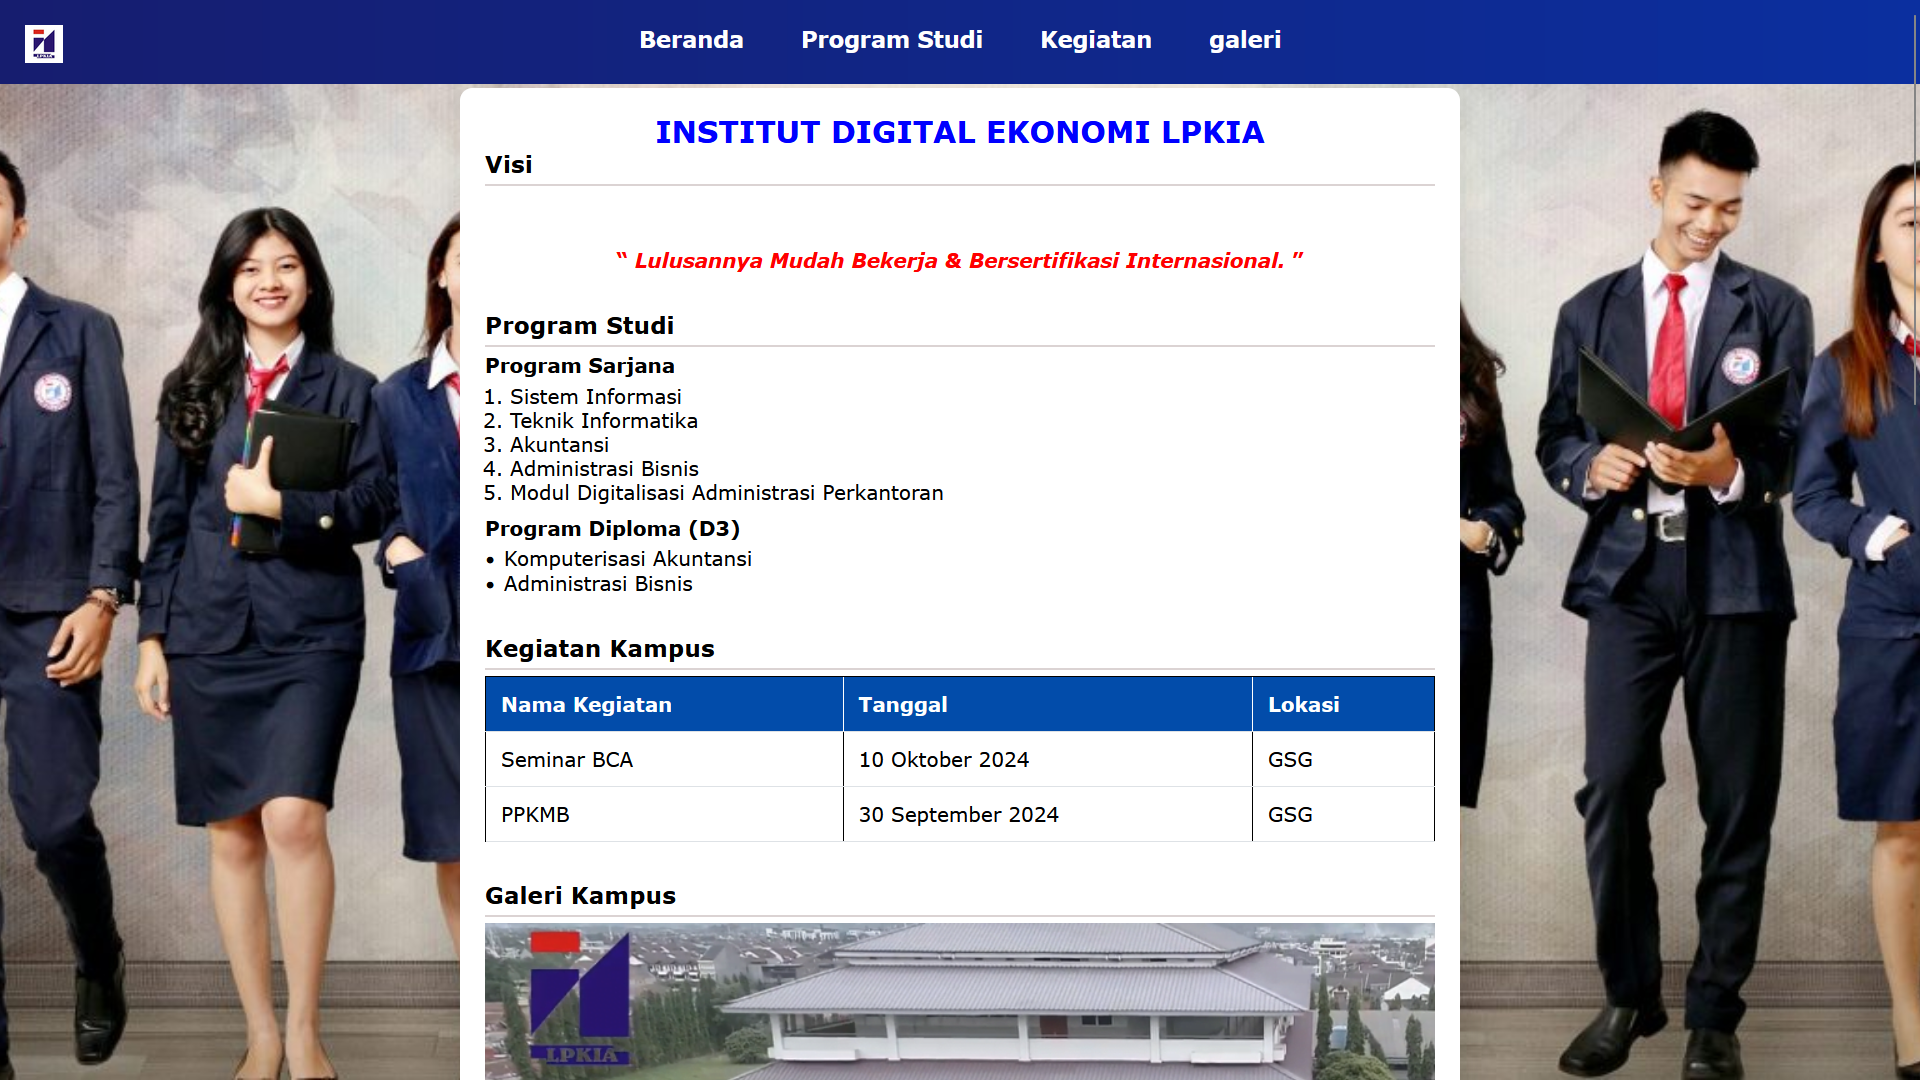 Beranda Program Studi Kegiatan galeri
INSTITUT DIGITAL EKONOMI LPKIA
Visi
“ Lulusannya Mudah Bekerja & Bersertifikasi Internasional. ”
Program Studi
Program Sarjana
1. Sistem Informasi
2. Teknik Informatika
3. Akuntansi
4. Administrasi Bisnis
5. Modul Digitalisasi Administrasi Perkantoran
Program Diploma (D3)
• Komputerisasi Akuntansi
• Administrasi Bisnis
Kegiatan Kampus
Nama Kegiatan Tanggal Lokasi
Seminar BCA 10 Oktober 2024 GSG
PPKMB 30 September 2024 GSG
Galeri Kampus
LPKIA